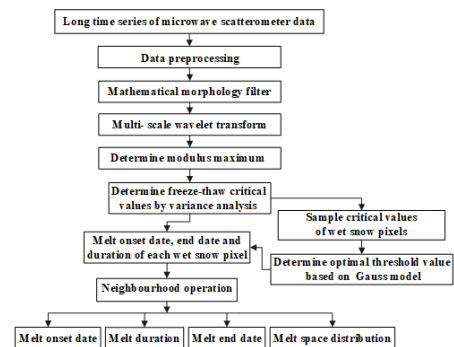 Long time series of microwave scatterometer data
Data preprocessing
Mathematical morphology filter
Multi- scale wavelet transform
Determine modulus maximum
Determine freeze-thaw critical
values by variance analysis
Sample critical values
of wet snow pixels
Melt onset date, end date and
duration of each wet snow pixel
Determine optimal threshold value
based on Gauss model
Neighbourhood operation
Melt onset date
Melt duration
Melt end date
Melt space distribution